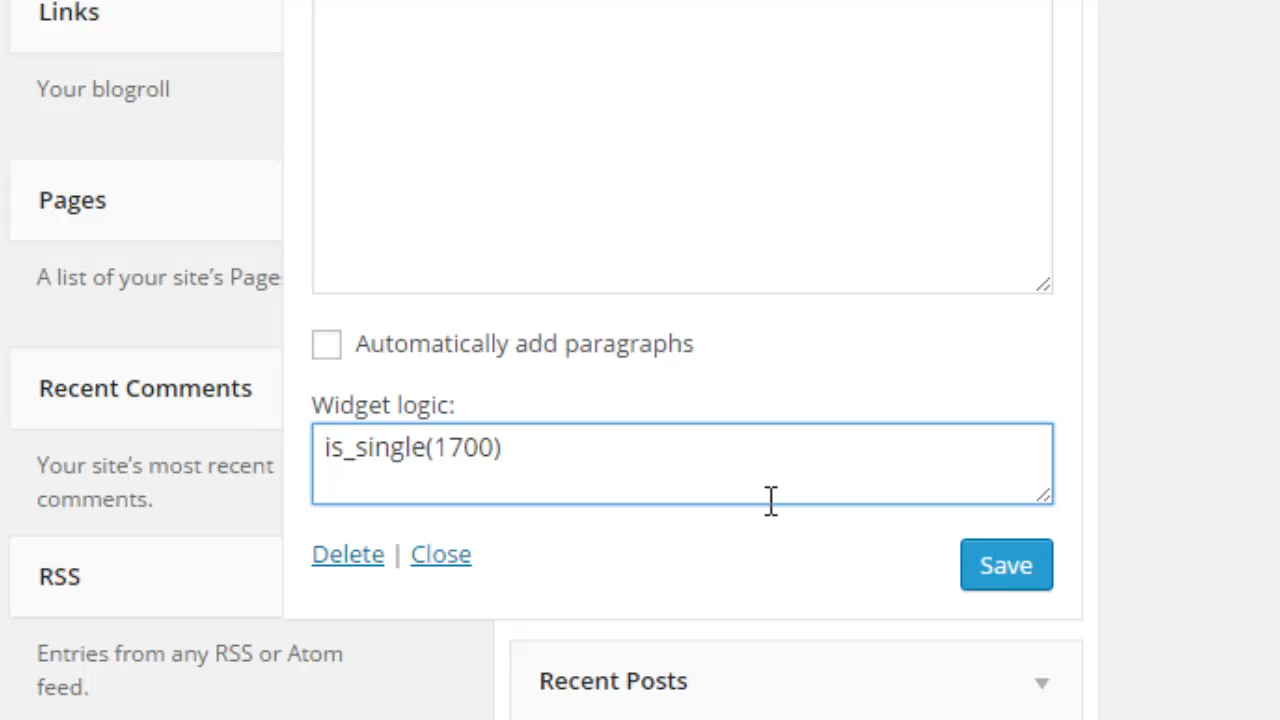 Links
Your blogroll
Pages
A list of your site's Page
Recent Comments
Your site's most recent
comments.
RSS
Entries from any RSS or Atom
feed.
Automatically add paragraphs
Widget logic:
is_single(1700)
Delete | Close
Save
Recent Posts